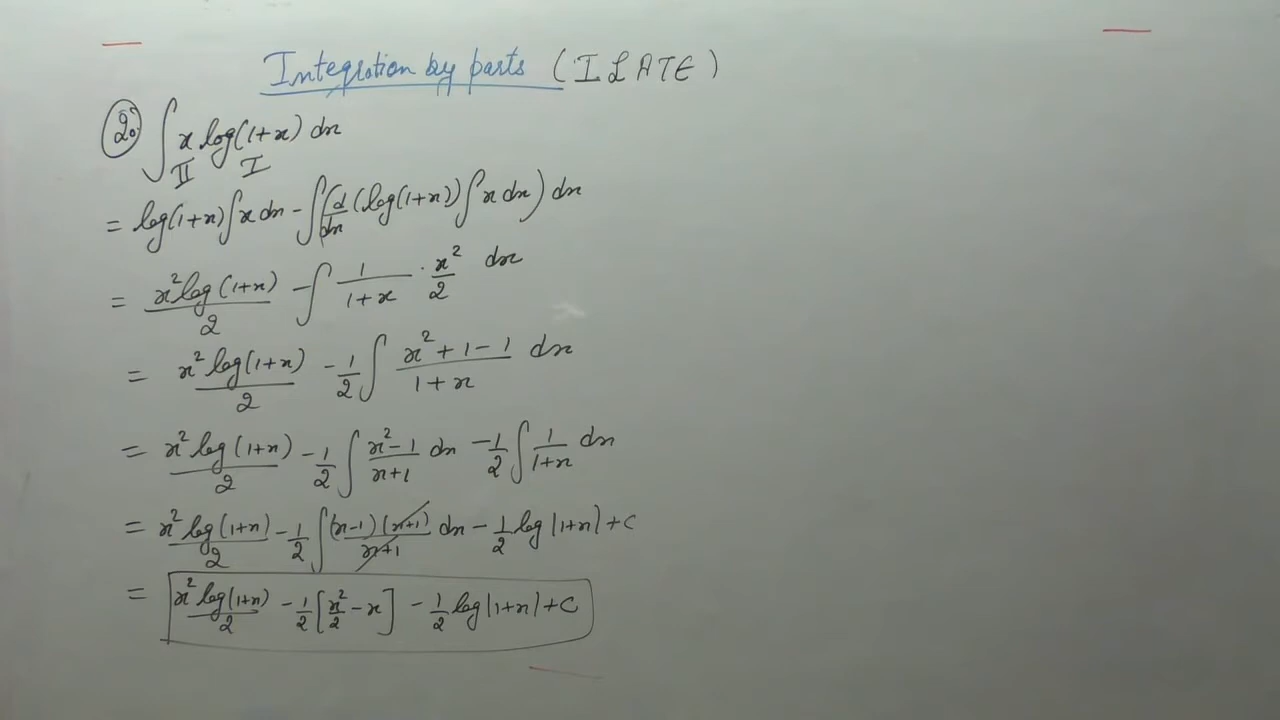 Integration by parts (ILATE)
2. ∫ x log(1+x) dx
II I
= log(1+x) ∫ x dx - ∫ (d/dx (log(1+x)) ∫ x dx) dx
= x² log(1+x)/2 - ∫ 1/(1+x) · x²/2 dx
= x² log(1+x)/2 - 1/2 ∫ (x²+1-1)/(1+x) dx
= x² log(1+x)/2 - 1/2 ∫ (x²-1)/(x+1) dx - 1/2 ∫ 1/(1+x) dx
= x² log(1+x)/2 - 1/2 ∫ (x-1)(x+1)/(x+1) dx - 1/2 log|1+x| + C
= x² log(1+x)/2 - 1/2 [x²/2 - x] - 1/2 log|1+x| + C